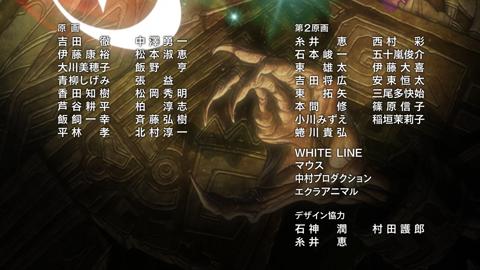 原画
吉田 徹　中澤勇一
伊藤康裕　松本淑恵
大川美穂子　飯野 亨
青柳しげみ　張 益
香田知樹　松岡秀明
芦谷耕平　柏 淳志
飯飼一幸　斉藤弘樹
平林 孝　北村淳一
第2原画
糸井 恵　西村 彩
石本峻一　五十嵐俊介
東 雄太　伊藤大喜
吉田将広　安東恒太
東 拓矢　三尾多快始
本間 修　篠原信子
小川みずえ　稲垣茉莉子
蜷川貴弘
WHITE LINE
マウス
中村プロダクション
エクラアニマル
デザイン協力
石神 潤　村田護郎
糸井 恵